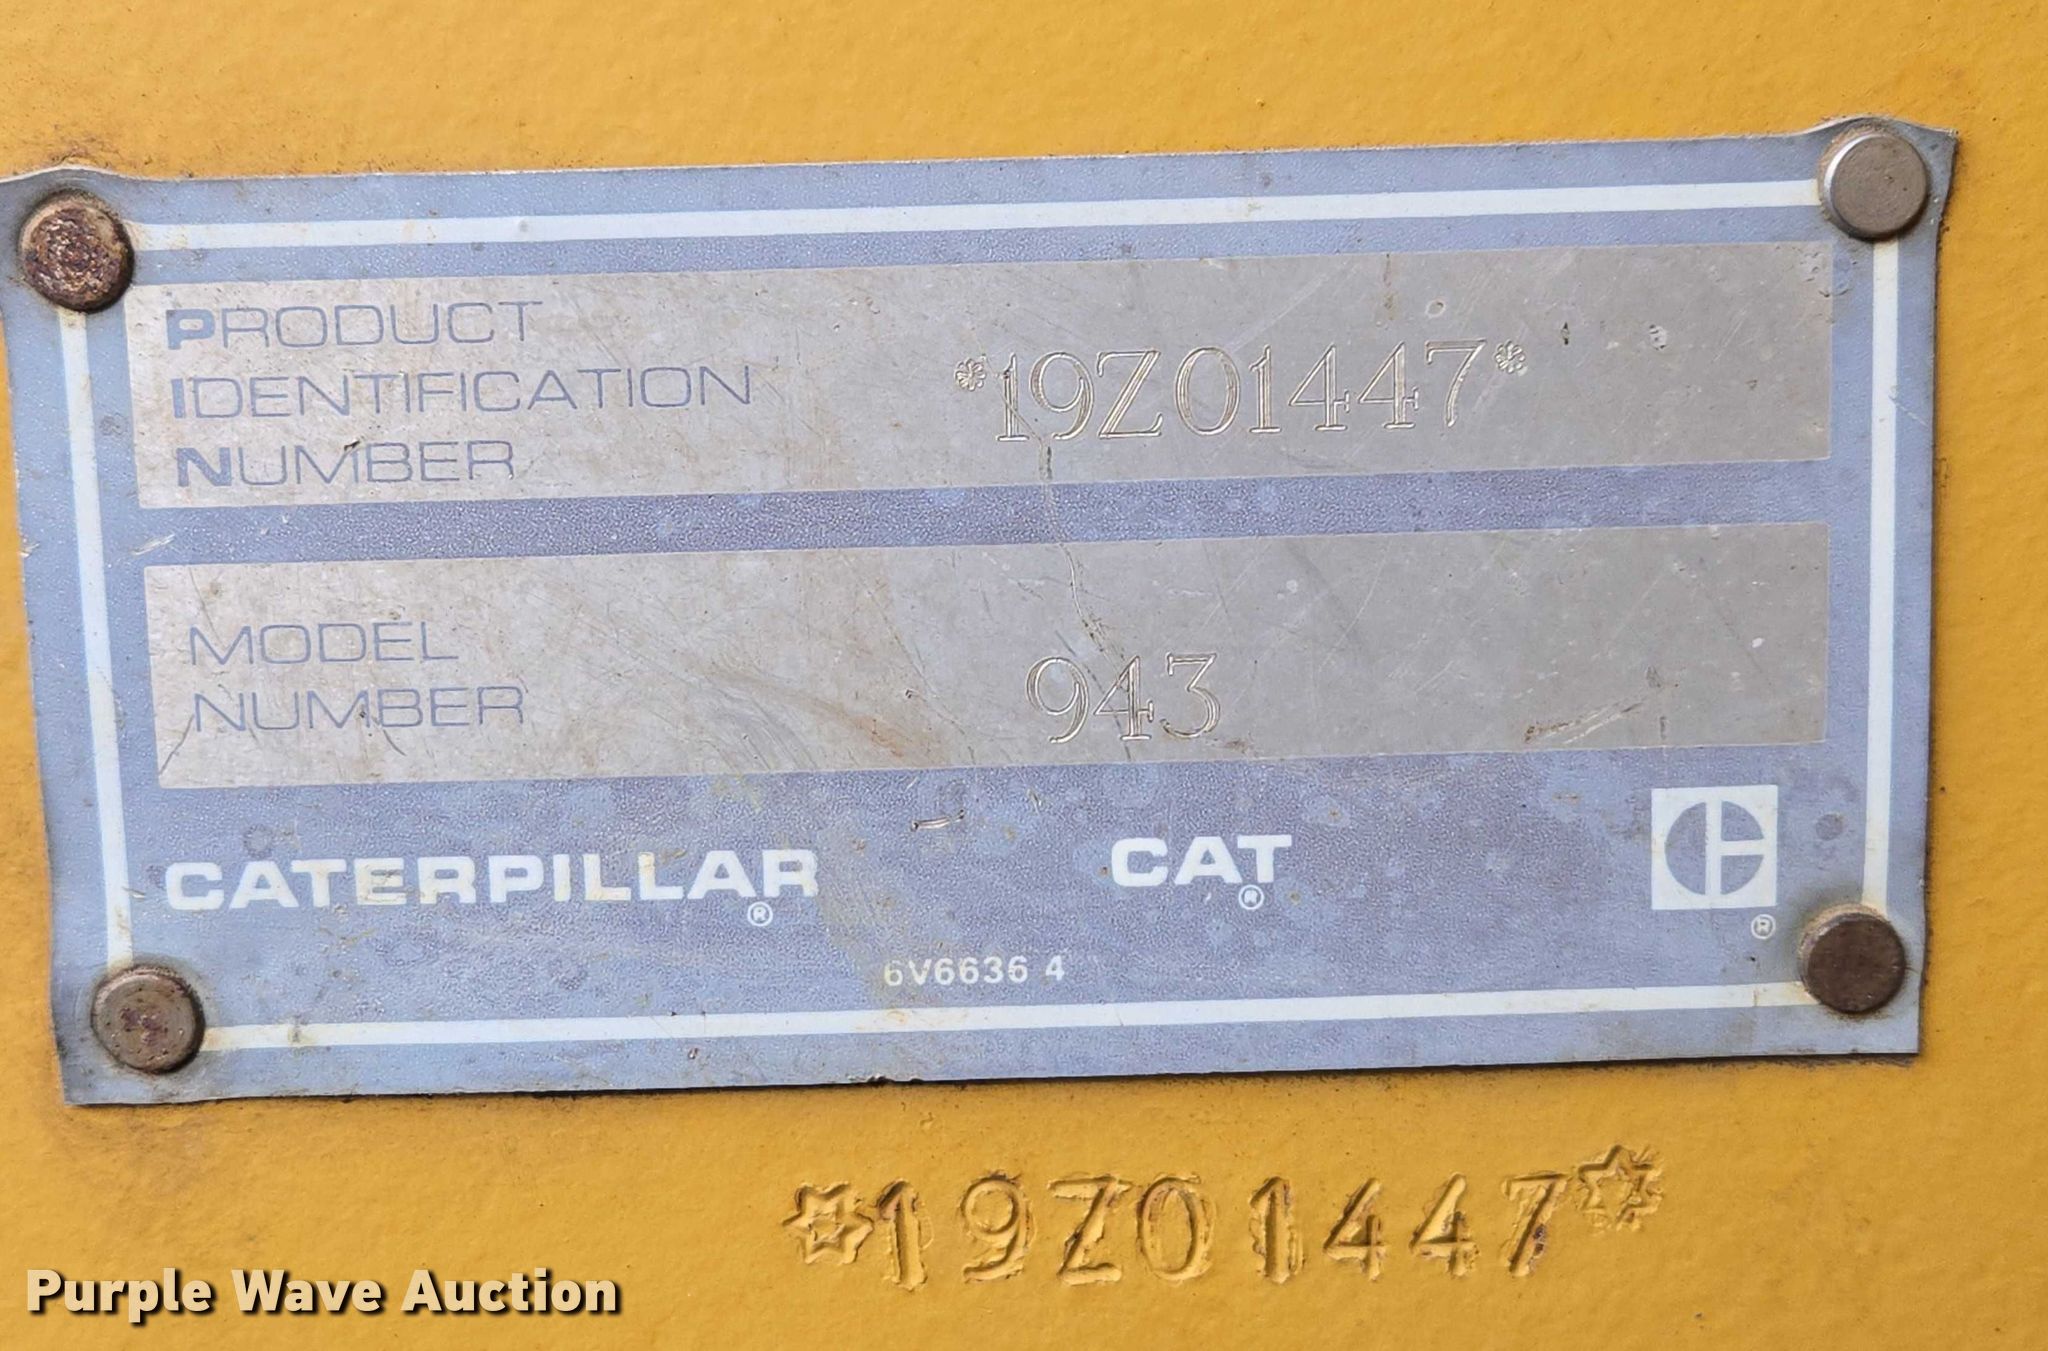 PRODUCT
IDENTIFICATION
NUMBER
*19Z01447*
MODEL
NUMBER
943
CATERPILLAR®
CAT®
®
6V6636 4
☆19Z01447☆
Purple Wave Auction